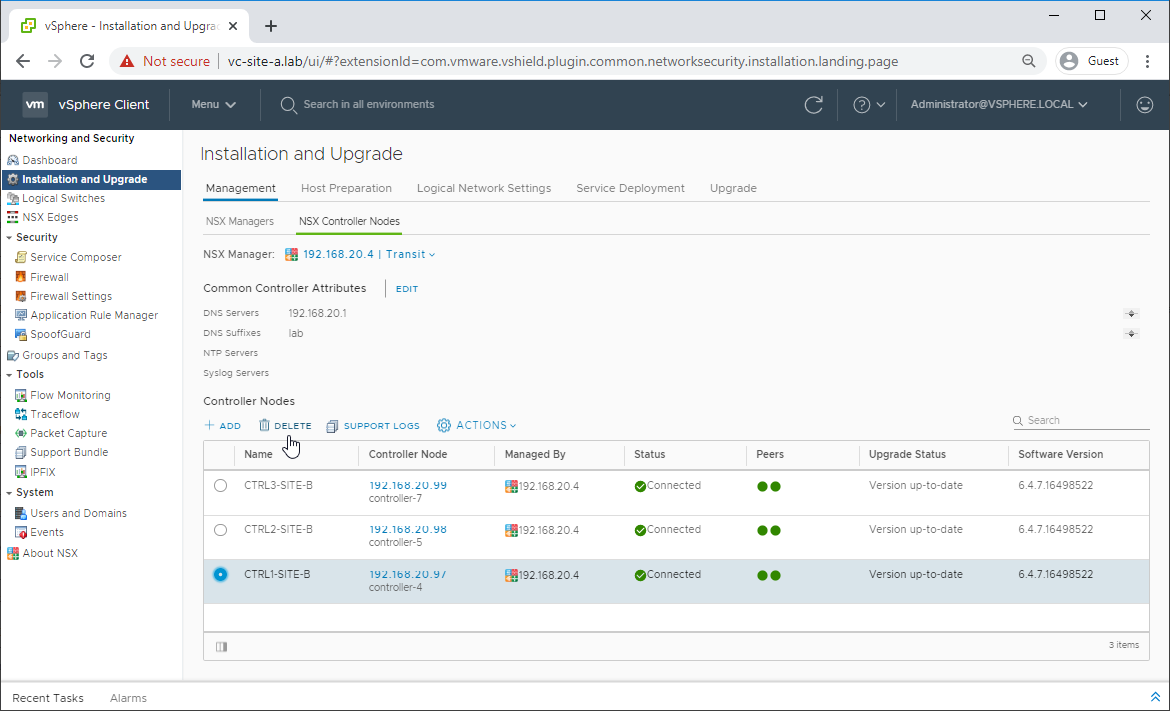 vSphere - Installation and Upgra
Not secure
vc-site-a.lab/ui/#?extensionId=com.vmware.vshield.plugin.common.networksecurity.installation.landing.page
Guest
vm
vSphere Client
Menu
Search in all environments
Administrator@VSPHERE.LOCAL
Networking and Security
Dashboard
Installation and Upgrade
Logical Switches
NSX Edges
Security
Service Composer
Firewall
Firewall Settings
Application Rule Manager
SpoofGuard
Groups and Tags
Tools
Flow Monitoring
Traceflow
Packet Capture
Support Bundle
IPFIX
System
Users and Domains
Events
About NSX
Installation and Upgrade
Management Host Preparation Logical Network Settings Service Deployment Upgrade
NSX Managers NSX Controller Nodes
NSX Manager: 192.168.20.4 | Transit
Common Controller Attributes EDIT
DNS Servers 192.168.20.1
DNS Suffixes lab
NTP Servers
Syslog Servers
Controller Nodes
ADD DELETE SUPPORT LOGS ACTIONS Search
Name Controller Node Managed By Status Peers Upgrade Status Software Version
CTRL3-SITE-B 192.168.20.99 192.168.20.4 Connected Version up-to-date 6.4.7.16498522
controller-7
CTRL2-SITE-B 192.168.20.98 192.168.20.4 Connected Version up-to-date 6.4.7.16498522
controller-5
CTRL1-SITE-B 192.168.20.97 192.168.20.4 Connected Version up-to-date 6.4.7.16498522
controller-4
3 items
Recent Tasks Alarms